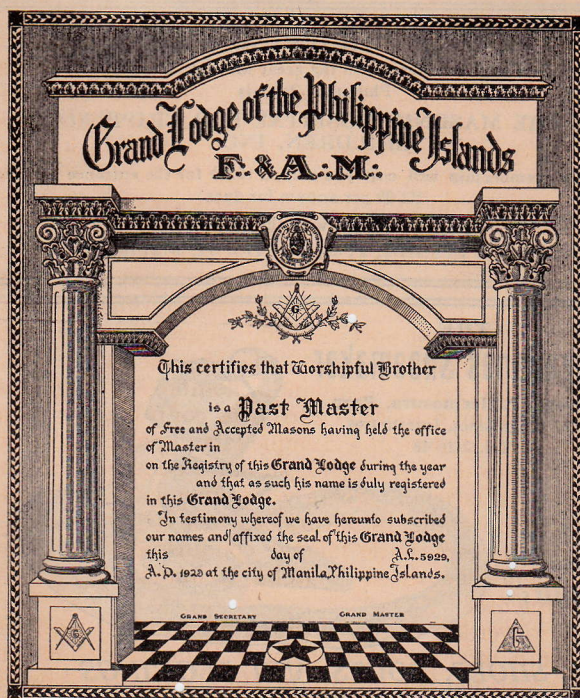 Grand Lodge of the Philippine Islands
F∴ & A∴M∴
G
This certifies that Worshipful Brother
is a Past Master
of Free and Accepted Masons having held the office
of Master in
on the Registry of this Grand Lodge during the year
and that as such his name is duly registered
in this Grand Lodge.
In testimony whereof we have hereunto subscribed
our names and affixed the seal of this Grand Lodge
this day of A.L. 5929,
A.D. 1929 at the city of Manila, Philippine Islands.
GRAND SECRETARY GRAND MASTER
G G